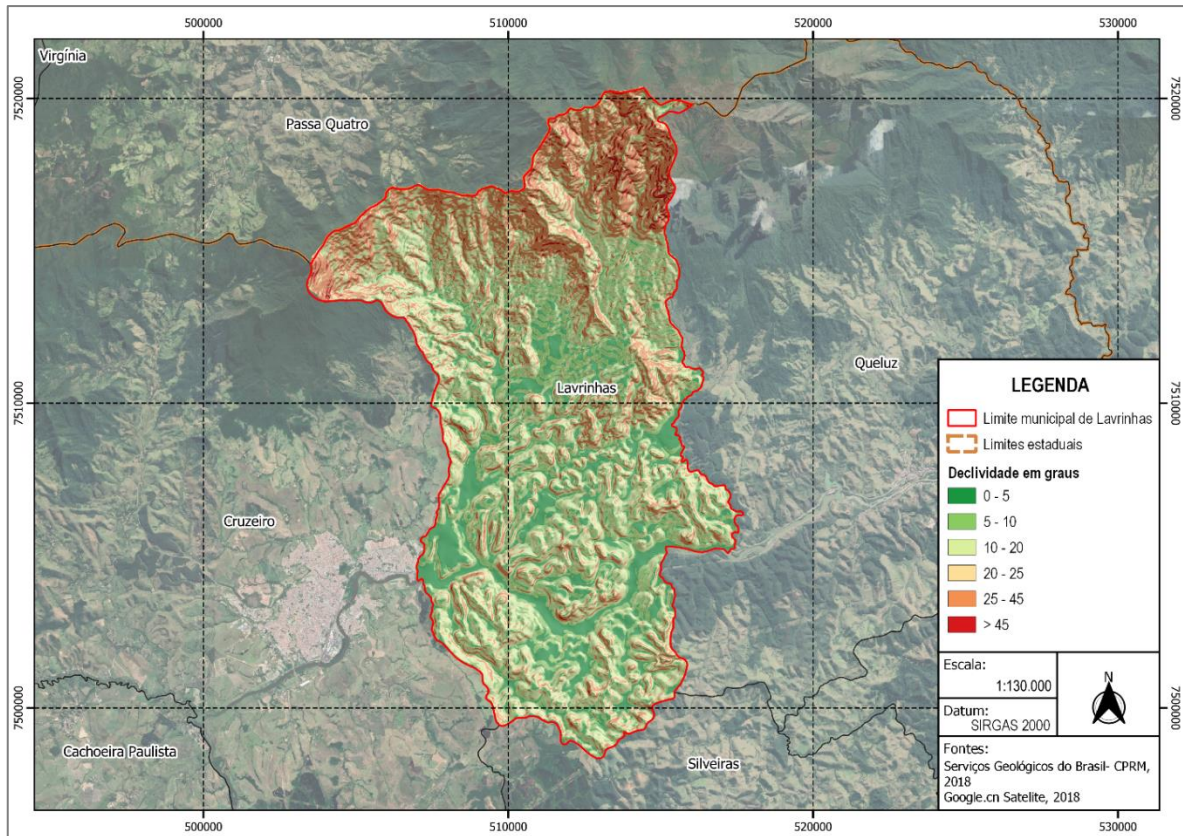 500000
510000
520000
530000
Virgínia
7520000
7520000
Passa Quatro
Queluz
Lavrinhas
7510000
7510000
Cruzeiro
7500000
7500000
Cachoeira Paulista
Silveiras
LEGENDA
Limite municipal de Lavrinhas
Limites estaduais
Declividade em graus
0 - 5
5 - 10
10 - 20
20 - 25
25 - 45
> 45
Escala:
1:130.000
N
Datum:
SIRGAS 2000
Fontes:
Serviços Geológicos do Brasil- CPRM,
2018
Google.cn Satelite, 2018
500000
510000
520000
530000